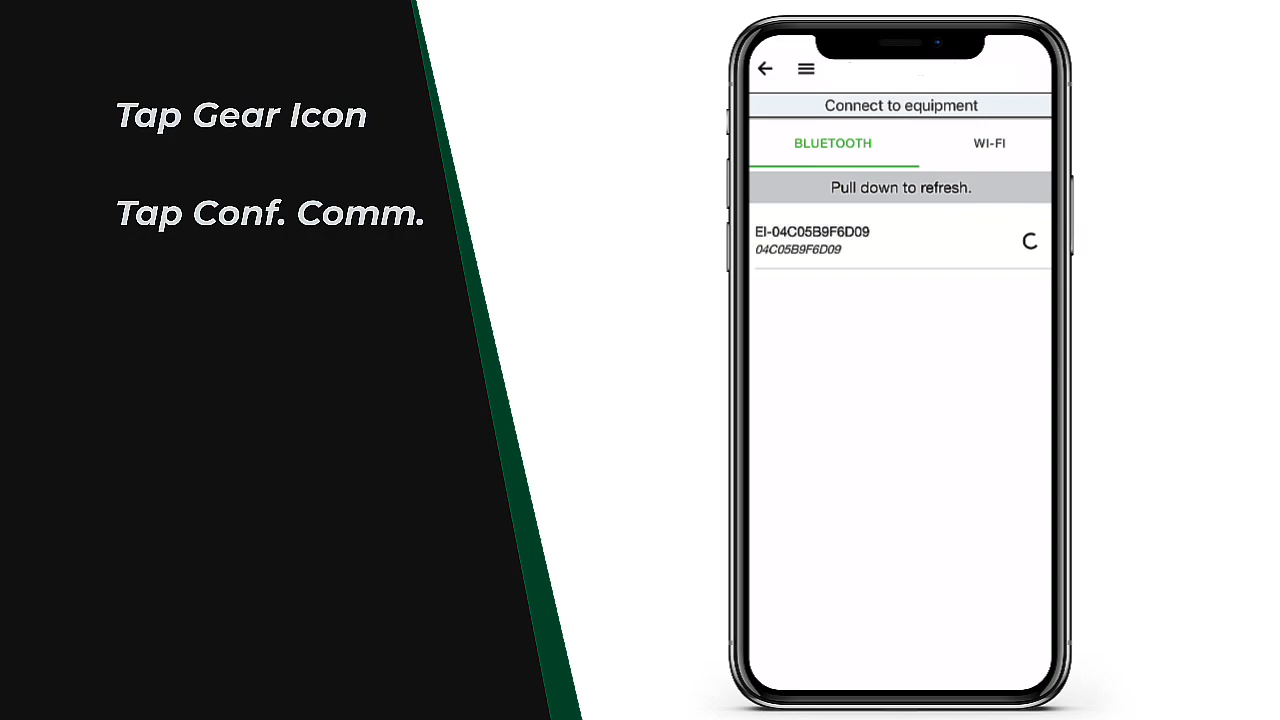 Tap Gear Icon
Tap Conf. Comm.
Connect to equipment
BLUETOOTH WI-FI
Pull down to refresh.
EI-04C05B9F6D09
04C05B9F6D09